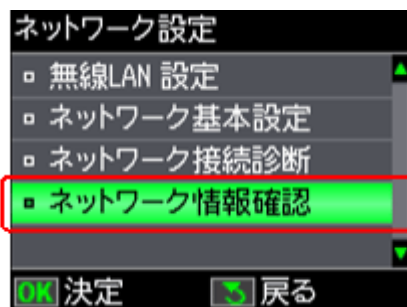 ネットワーク設定
無線LAN 設定
ネットワーク基本設定
ネットワーク接続診断
ネットワーク情報確認
OK 決定 戻る